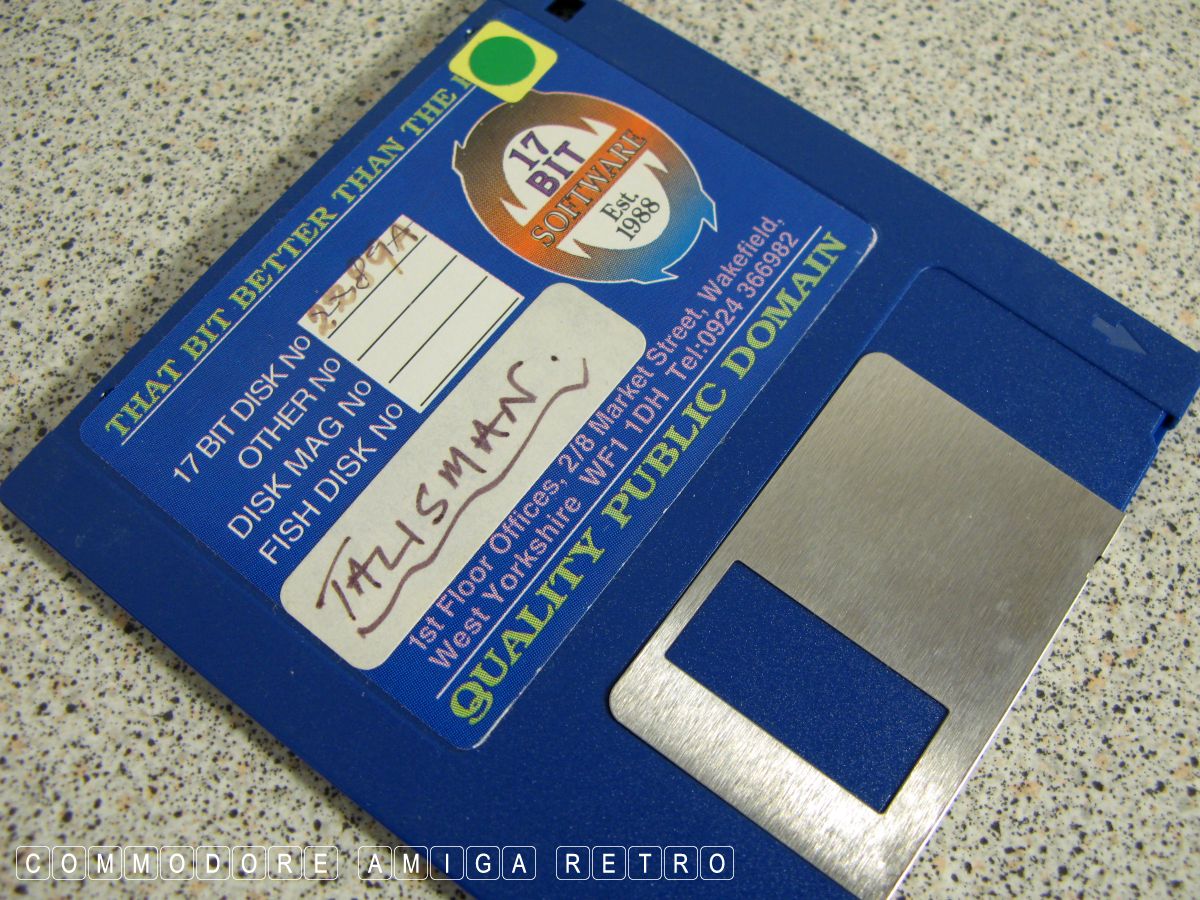 THAT BIT BETTER THAN THE
17
BIT
SOFTWARE
Est.
1988
17 BIT DISK No 2889A
OTHER No
DISK MAG No
FISH DISK No
TALISMAN.
1st Floor Offices, 2/8 Market Street, Wakefield,
West Yorkshire WF1 1DH Tel:0924 366982
QUALITY PUBLIC DOMAIN
COMMODORE AMIGA RETRO